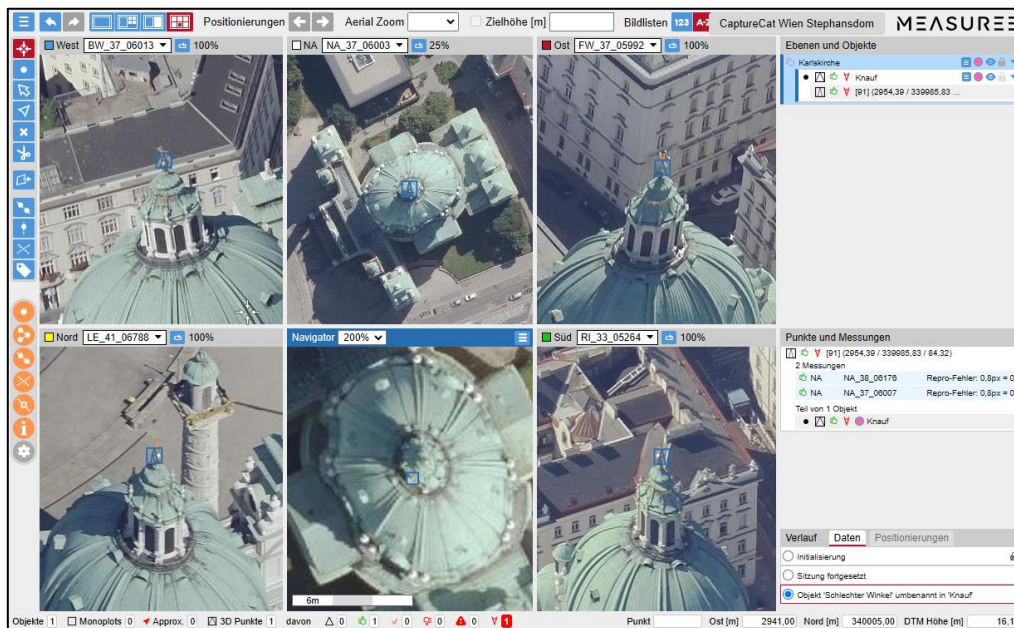 Positionierungen Aerial Zoom Zielhöhe [m] Bildlisten 123 A-Z CaptureCat Wien Stephansdom MEASUREE
West BW_37_06013 100%
NA NA_37_06003 25%
Ost FW_37_05992 100%
Ebenen und Objekte
Karlskirche
Knauf
[91] (2954,39 / 339985,83 ...
Nord LE_41_06788 100%
Navigator 200%
Süd RI_33_05264 100%
6m
Punkte und Messungen
[91] (2954,39 / 339985,83 / 84,32)
2 Messungen
NA NA_38_06176 Repro-Fehler: 0,8px = 0
NA NA_37_06007 Repro-Fehler: 0,8px = 0
Teil von 1 Objekt
Knauf
Verlauf Daten Positionierungen
Initialisierung
Sitzung fortgesetzt
Objekt 'Schlechter Winkel' umbenannt in 'Knauf'
Objekte 1 Monoplots 0 Approx. 0 3D Punkte 1 davon 0 1 0 0 0 1 Punkt Ost [m] 2941,00 Nord [m] 340005,00 DTM Höhe [m] 16,1